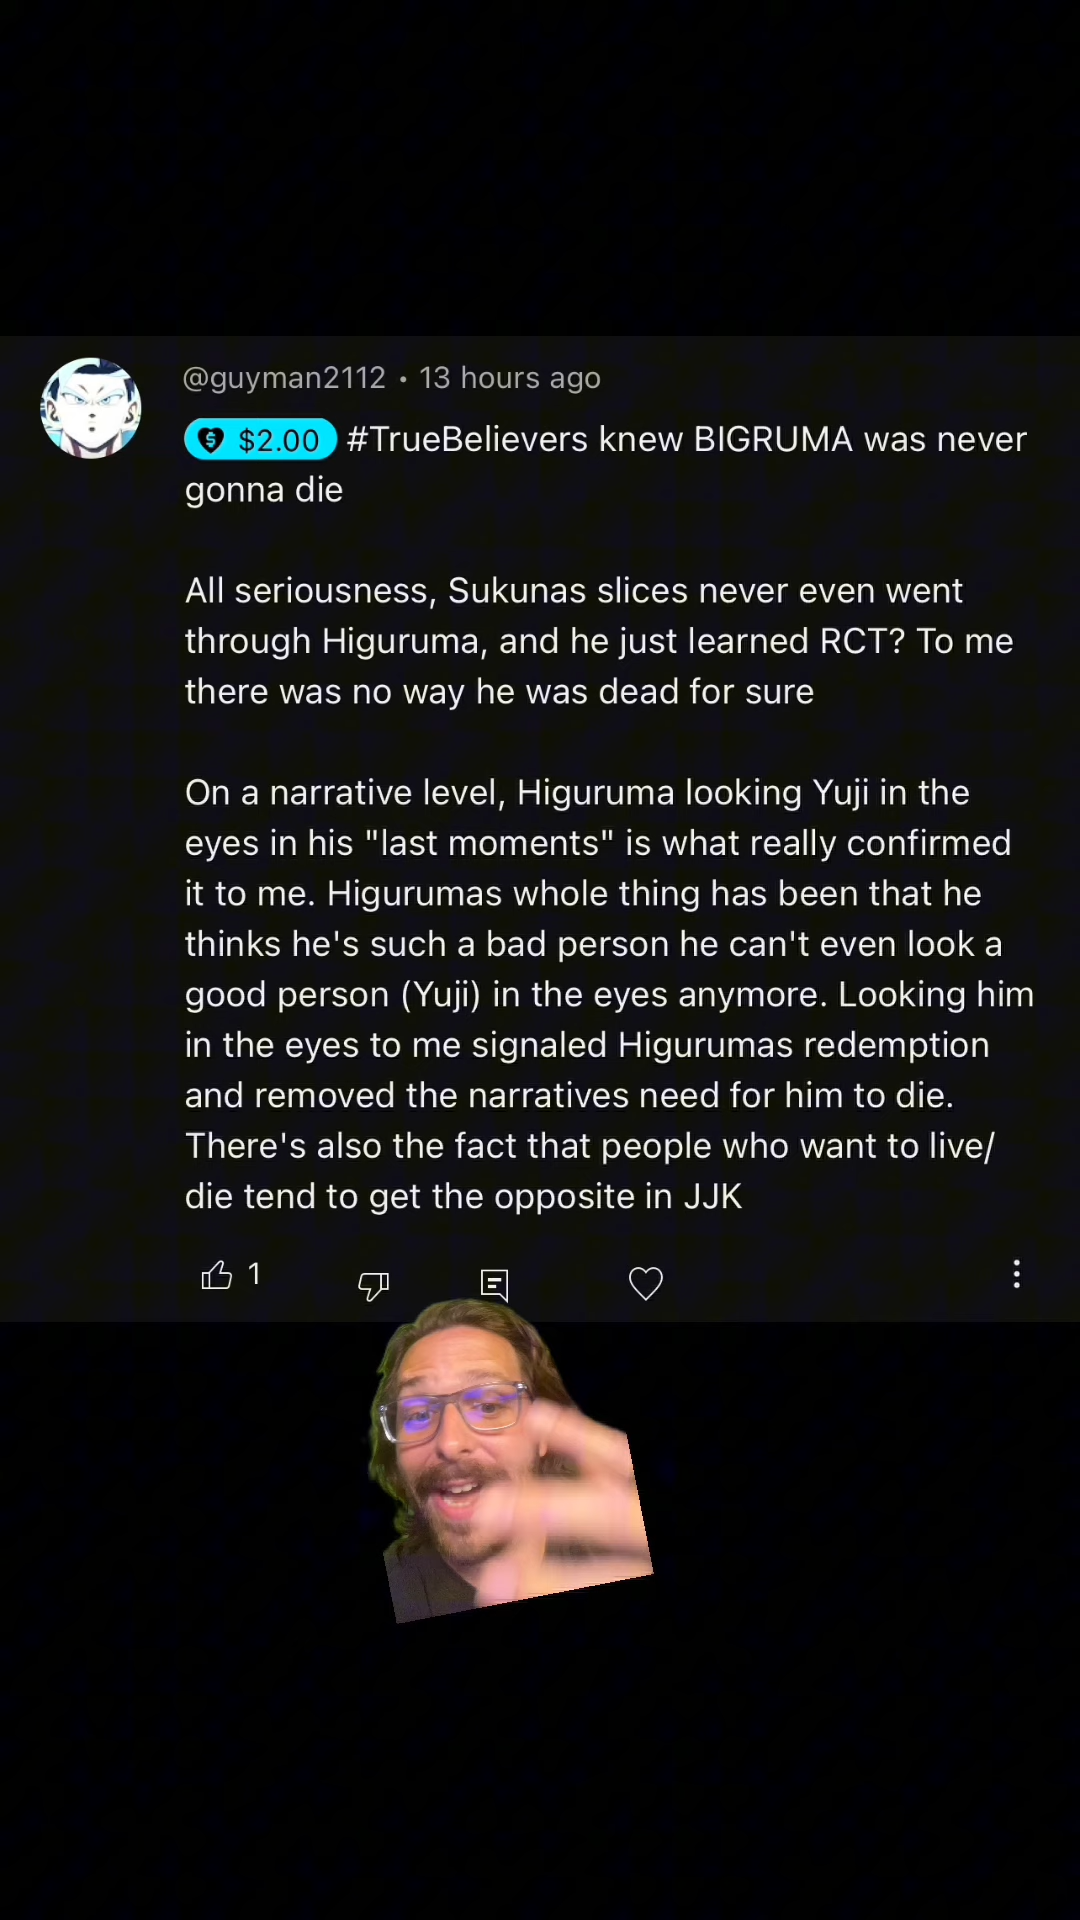 @guyman2112 • 13 hours ago
$2.00 #TrueBelievers knew BIGRUMA was never
gonna die
All seriousness, Sukunas slices never even went
through Higuruma, and he just learned RCT? To me
there was no way he was dead for sure
On a narrative level, Higuruma looking Yuji in the
eyes in his "last moments" is what really confirmed
it to me. Higurumas whole thing has been that he
thinks he's such a bad person he can't even look a
good person (Yuji) in the eyes anymore. Looking him
in the eyes to me signaled Higurumas redemption
and removed the narratives need for him to die.
There's also the fact that people who want to live/
die tend to get the opposite in JJK
1